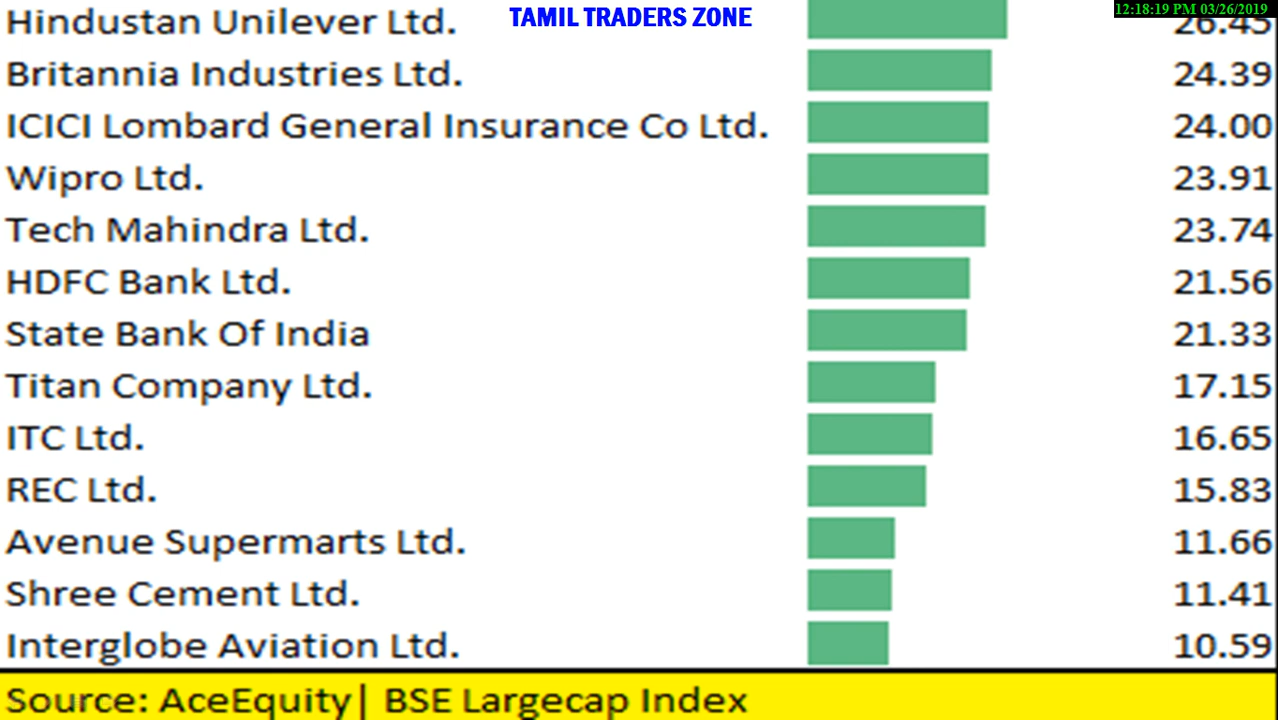 TAMIL TRADERS ZONE
12:18:19 PM 03/26/2019
Hindustan Unilever Ltd. 26.45
Britannia Industries Ltd. 24.39
ICICI Lombard General Insurance Co Ltd. 24.00
Wipro Ltd. 23.91
Tech Mahindra Ltd. 23.74
HDFC Bank Ltd. 21.56
State Bank Of India 21.33
Titan Company Ltd. 17.15
ITC Ltd. 16.65
REC Ltd. 15.83
Avenue Supermarts Ltd. 11.66
Shree Cement Ltd. 11.41
Interglobe Aviation Ltd. 10.59
Source: AceEquity| BSE Largecap Index